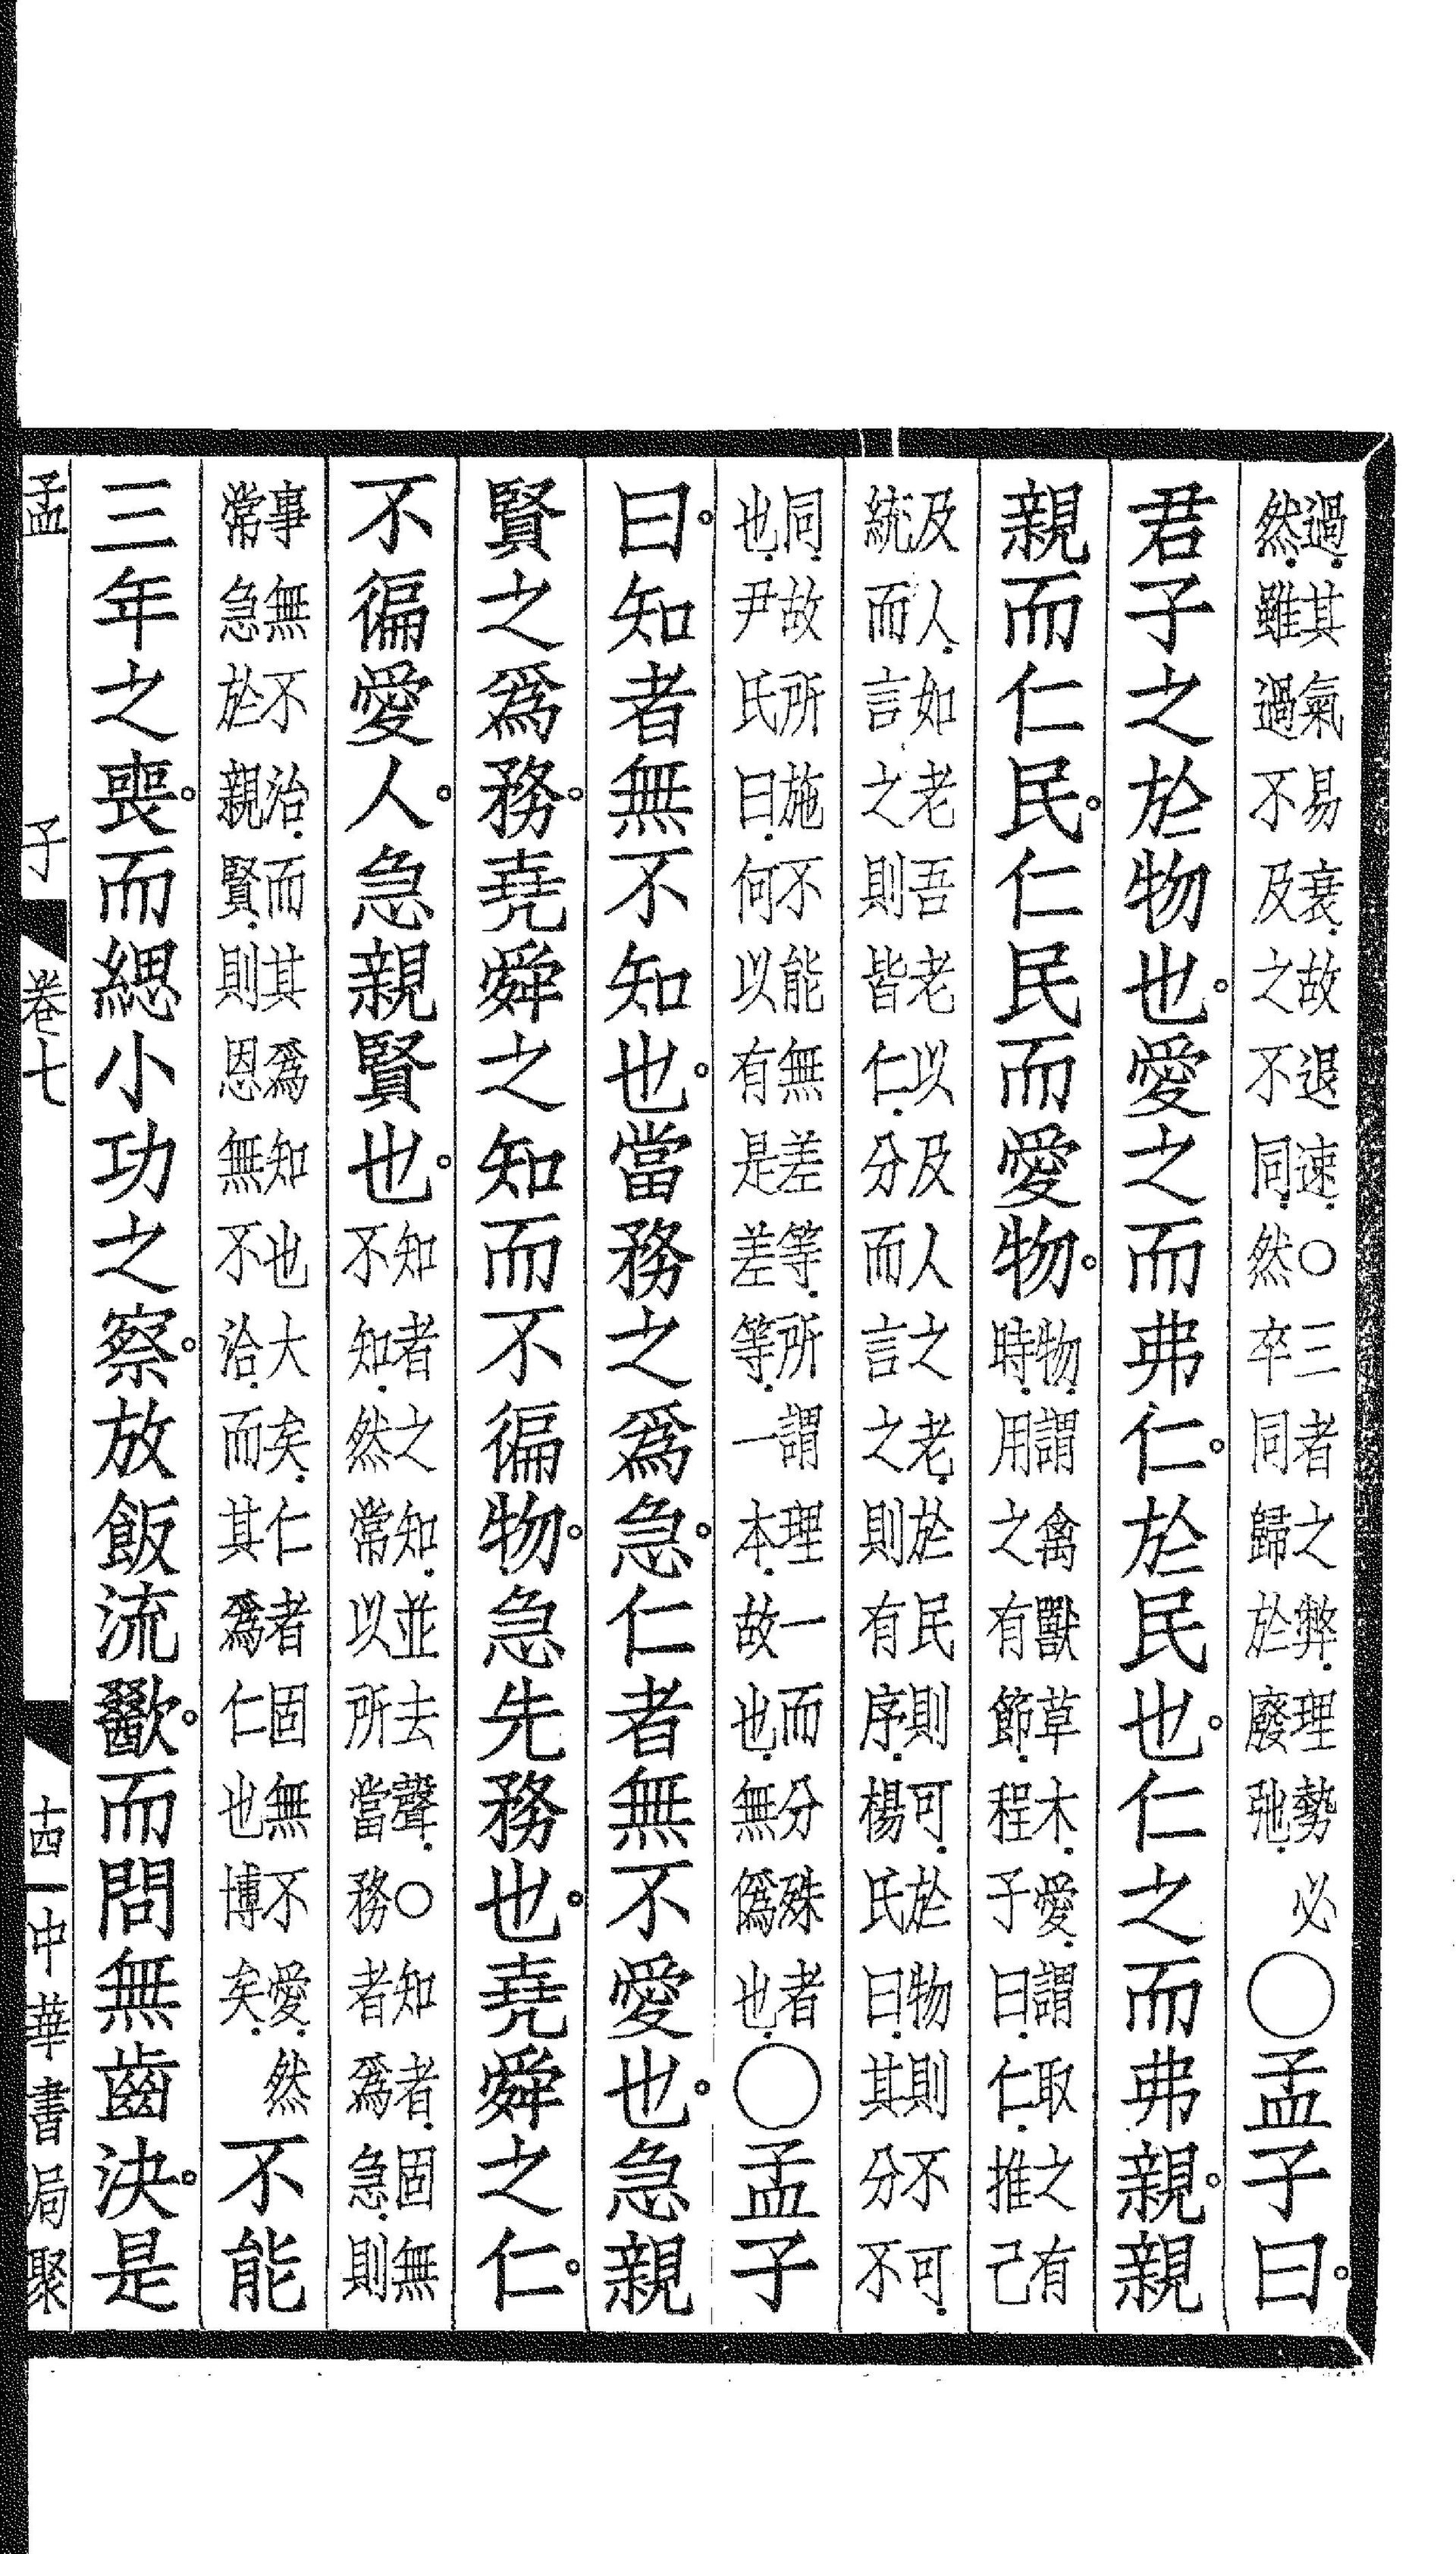 過．其氣易衰．故退速．○三者之弊．理勢必
然．雖過不及之不同．然卒同歸於廢弛．
○孟子曰。
君子之於物也。愛之而弗仁。於民也。仁之而弗親。親
親而仁民。仁民而愛物。
物．謂禽獸草木．愛．謂取之有
時．用之有節．程子曰．仁．推己
及人．如老吾老以及人之老．於民則可．於物則不可．
統而言之則皆仁．分而言之則有序．楊氏曰．其分不
同．故所施不能無差等．所謂理一而分殊者
也．尹氏曰．何以有是差等．一本．故也．無僞也．
○孟子
曰。知者無不知也。當務之爲急。仁者無不愛也。急親
賢之爲務。堯舜之知而不徧物。急先務也。堯舜之仁。
不徧愛人。急親賢也。
知者之知．並去聲．○知者．固無
不知．然常以所當務者爲急．則
事無不治．而其爲知也大矣．仁者固無不愛．然
常急於親賢．則恩無不洽．而其爲仁也博矣．
不能
三年之喪。而緦小功之察。放飯流歠。而問無齒決。是
孟子 卷七 十四 一中華書局聚